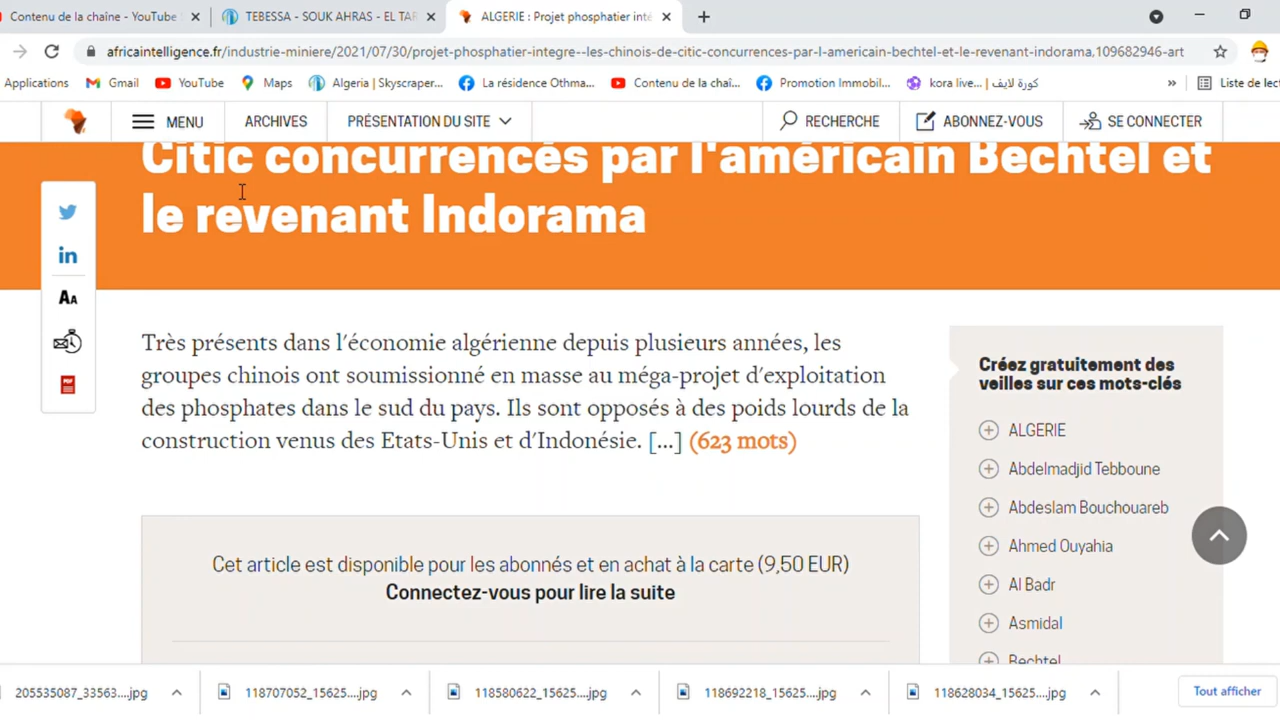 Contenu de la chaîne - YouTube
TEBESSA - SOUK AHRAS - EL TAR
ALGERIE : Projet phosphatier inté
africaintelligence.fr/industrie-miniere/2021/07/30/projet-phosphatier-integre--les-chinois-de-citic-concurrences-par-l-americain-bechtel-et-le-revenant-indorama,109682946-art
Applications
Gmail
YouTube
Maps
Algeria | Skyscraper...
La résidence Othma...
Contenu de la chaî...
Promotion Immobil...
kora live... | كورة لايف
»
Liste de lect
MENU
ARCHIVES
PRÉSENTATION DU SITE
RECHERCHE
ABONNEZ-VOUS
SE CONNECTER
Citic concurrencés par l'américain Bechtel et
le revenant Indorama
AA
PDF
Très présents dans l'économie algérienne depuis plusieurs années, les
groupes chinois ont soumissionné en masse au méga-projet d'exploitation
des phosphates dans le sud du pays. Ils sont opposés à des poids lourds de la
construction venus des Etats-Unis et d'Indonésie. [...] (623 mots)
Cet article est disponible pour les abonnés et en achat à la carte (9,50 EUR)
Connectez-vous pour lire la suite
Créez gratuitement des
veilles sur ces mots-clés
ALGERIE
Abdelmadjid Tebboune
Abdeslam Bouchouareb
Ahmed Ouyahia
Al Badr
Asmidal
Bechtel
205535087_33563....jpg
118707052_15625....jpg
118580622_15625....jpg
118692218_15625....jpg
118628034_15625....jpg
Tout afficher